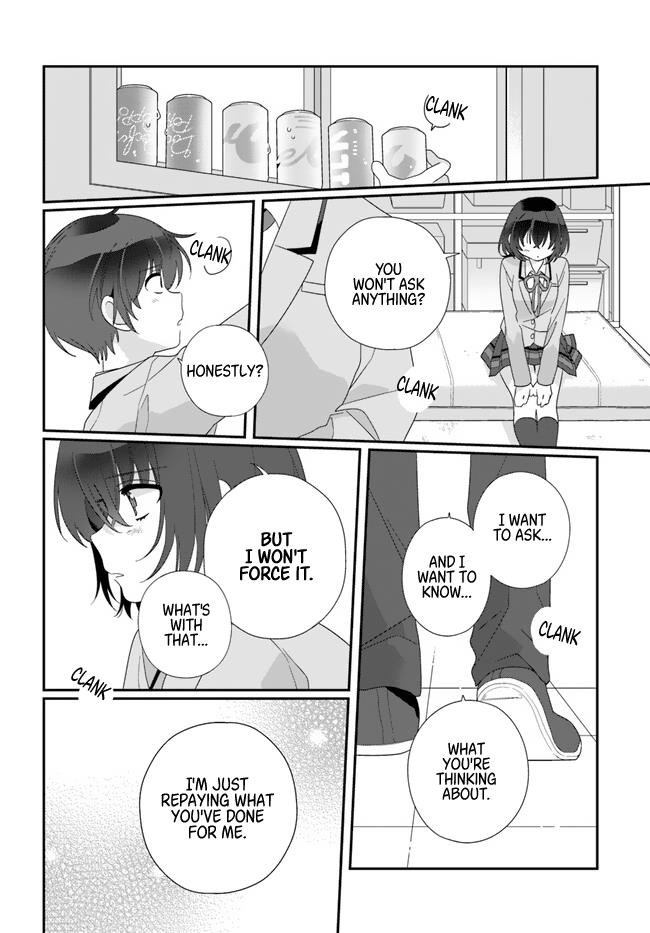 CLANK
YOU
WON'T ASK
ANYTHING?
CLANK
CLANK
HONESTLY?
I WANT
TO ASK...
AND I
WANT TO
KNOW...
CLANK
WHAT
YOU'RE
THINKING
ABOUT.
BUT
I WON'T
FORCE IT.
WHAT'S
WITH
THAT...
CLANK
I'M JUST
REPAYING WHAT
YOU'VE DONE
FOR ME.